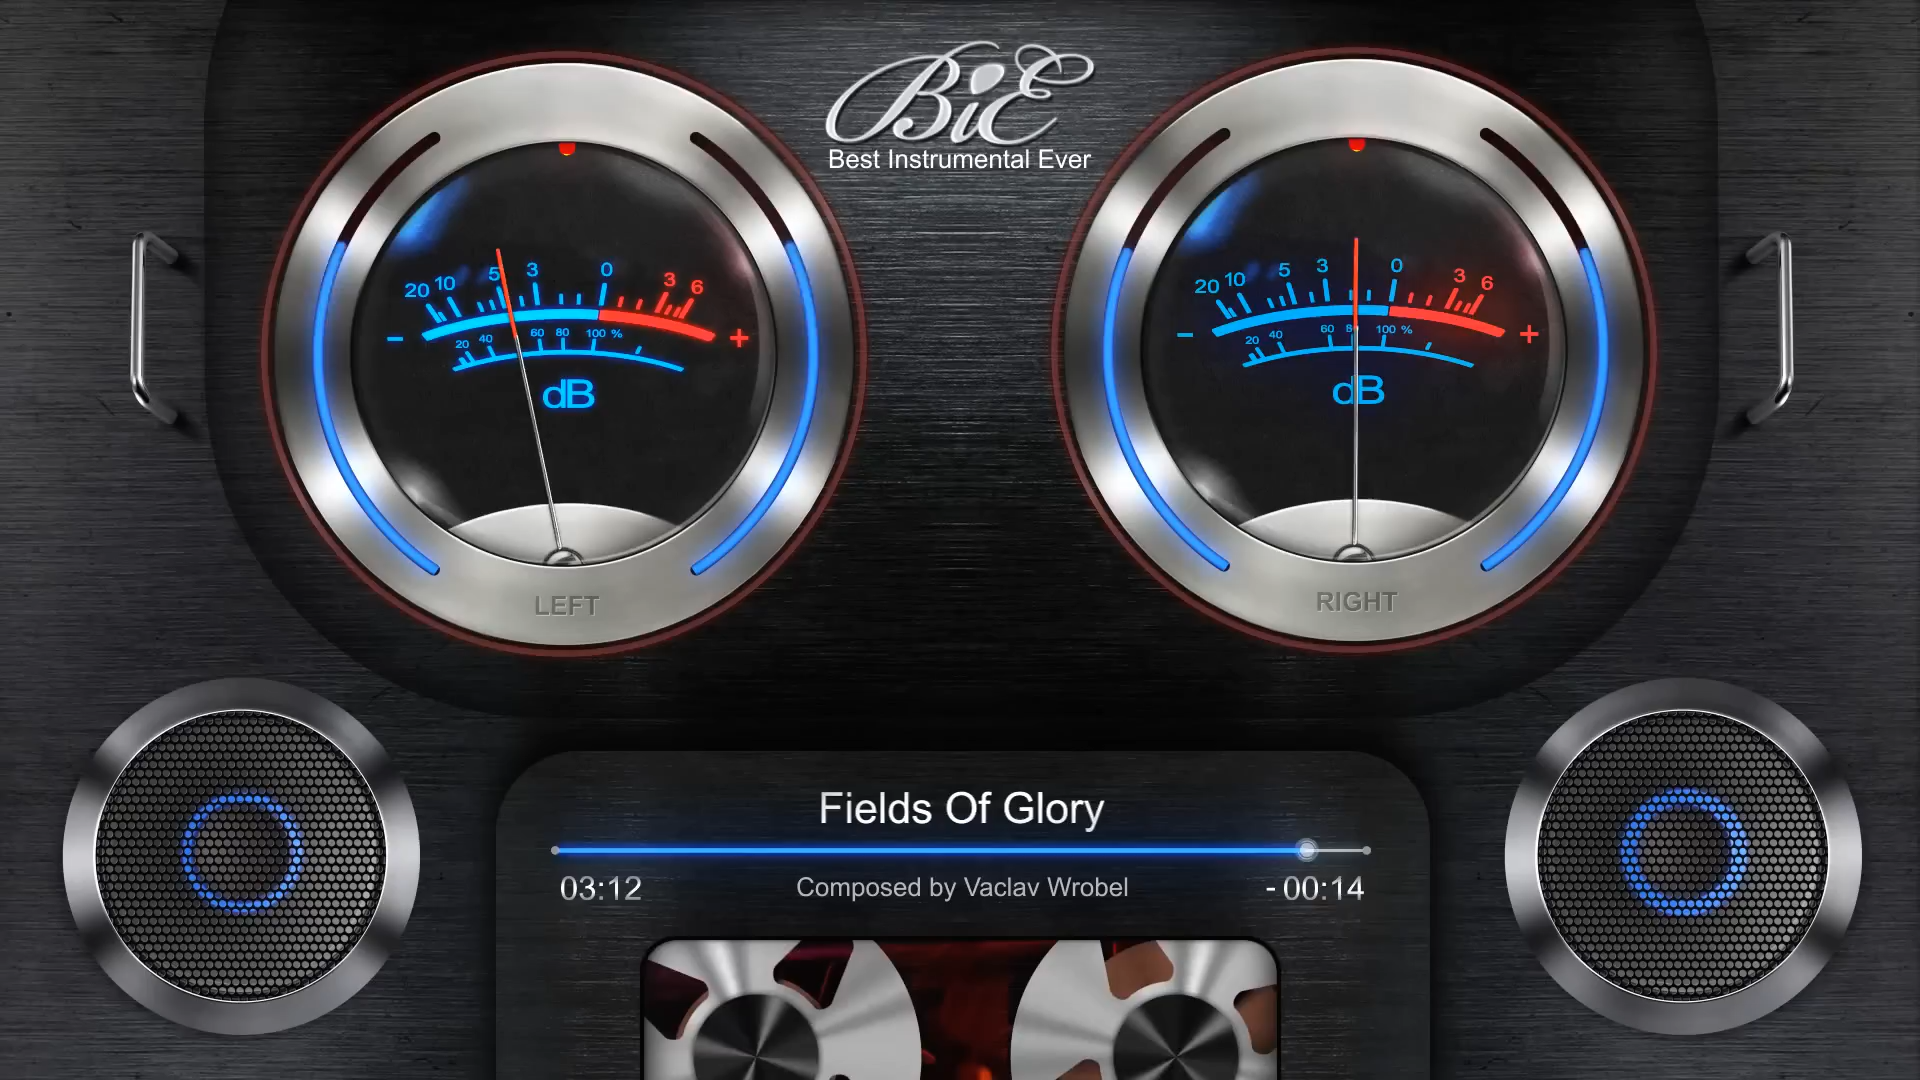 BiE
Best Instrumental Ever
20 10 5 3 0 3 6
- +
20 40 60 80 100 %
dB
LEFT
20 10 5 3 0 3 6
- +
20 40 60 80 100 %
dB
RIGHT
Fields Of Glory
03:12
Composed by Vaclav Wrobel
- 00:14